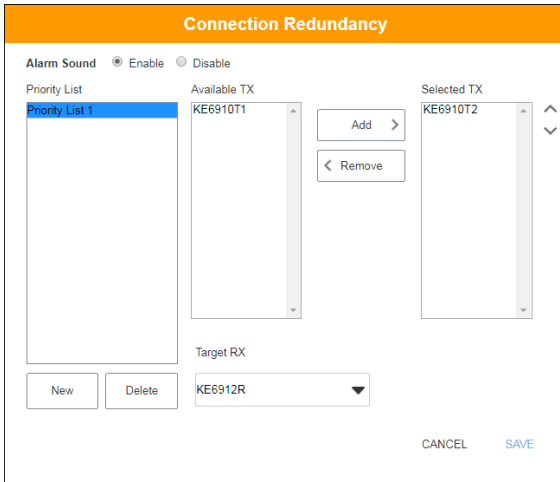 Connection Redundancy
Alarm Sound Enable Disable
Priority List Available TX Selected TX
Priority List 1 KE6910T1 KE6910T2
Add
Remove
Target RX
New Delete KE6912R
CANCEL SAVE